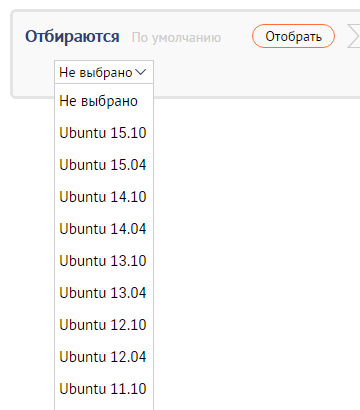 Отбираются По умолчанию Отобрать
Не выбрано
Не выбрано
Ubuntu 15.10
Ubuntu 15.04
Ubuntu 14.10
Ubuntu 14.04
Ubuntu 13.10
Ubuntu 13.04
Ubuntu 12.10
Ubuntu 12.04
Ubuntu 11.10